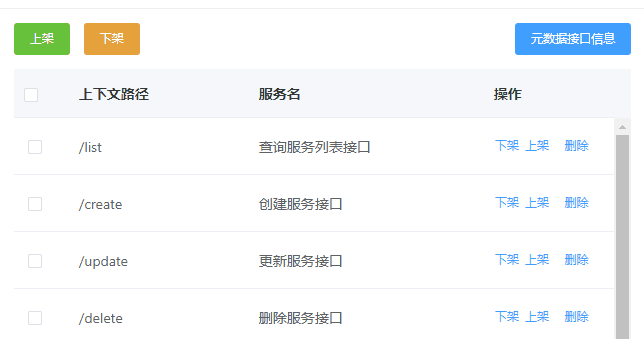 上架 下架 元数据接口信息
上下文路径 服务名 操作
/list 查询服务列表接口 下架 上架 删除
/create 创建服务接口 下架 上架 删除
/update 更新服务接口 下架 上架 删除
/delete 删除服务接口 下架 上架 删除